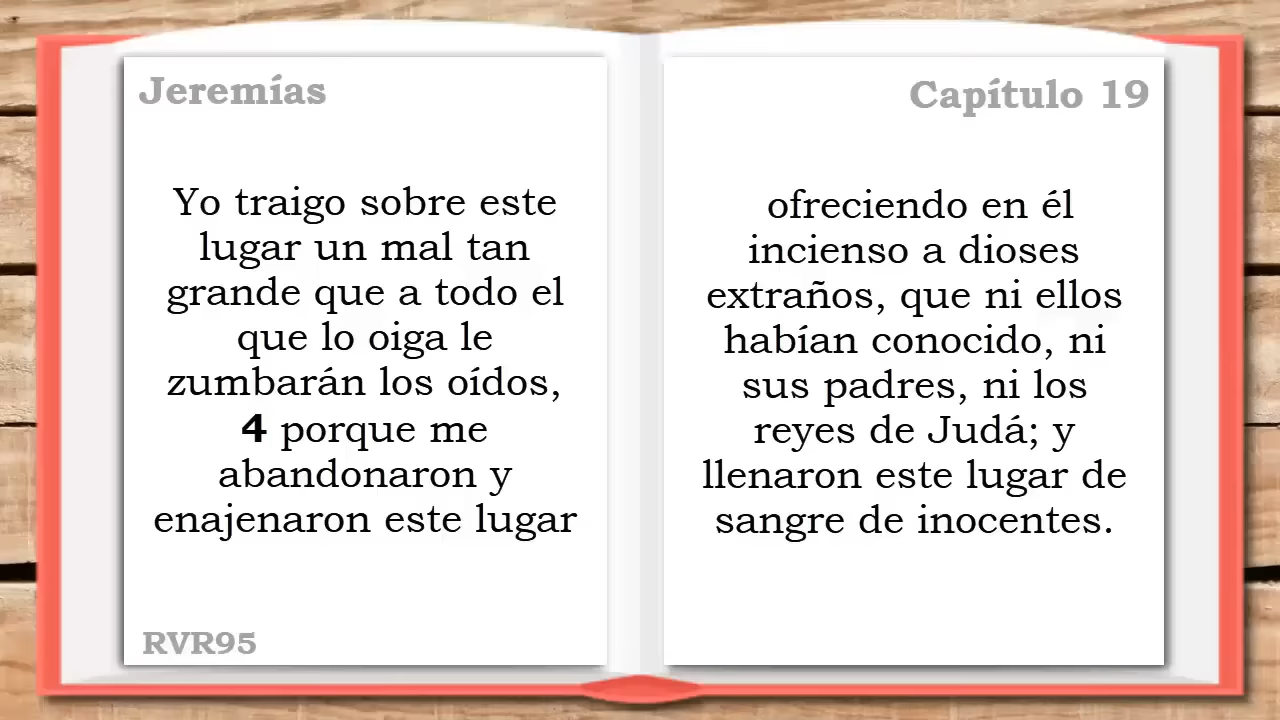 Jeremías
Yo traigo sobre este
lugar un mal tan
grande que a todo el
que lo oiga le
zumbarán los oídos,
4 porque me
abandonaron y
enajenaron este lugar
RVR95
Capítulo 19
ofreciendo en él
incienso a dioses
extraños, que ni ellos
habían conocido, ni
sus padres, ni los
reyes de Judá; y
llenaron este lugar de
sangre de inocentes.